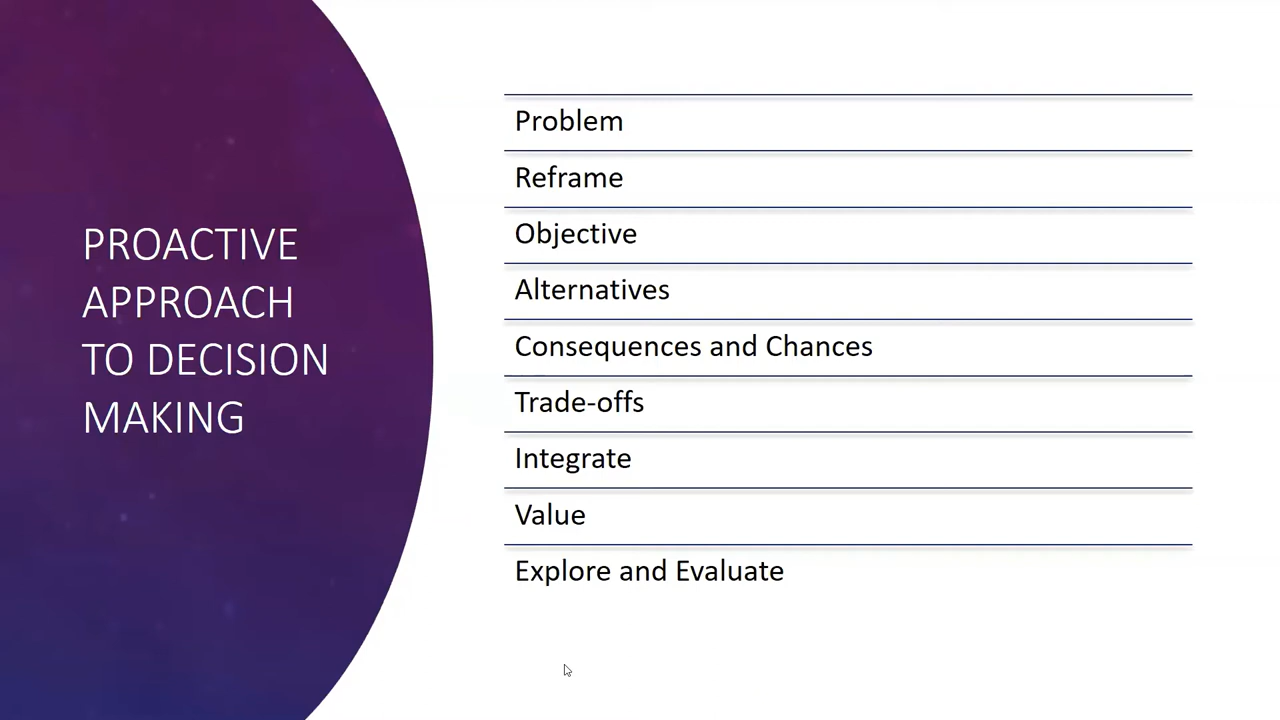 PROACTIVE
APPROACH
TO DECISION
MAKING
Problem
Reframe
Objective
Alternatives
Consequences and Chances
Trade-offs
Integrate
Value
Explore and Evaluate